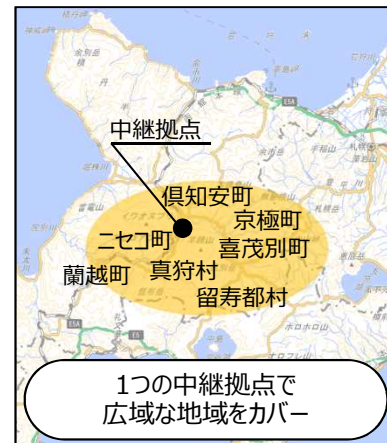 中継拠点
倶知安町
京極町
ニセコ町
喜茂別町
蘭越町
真狩村
留寿都村
1つの中継拠点で
広域な地域をカバー